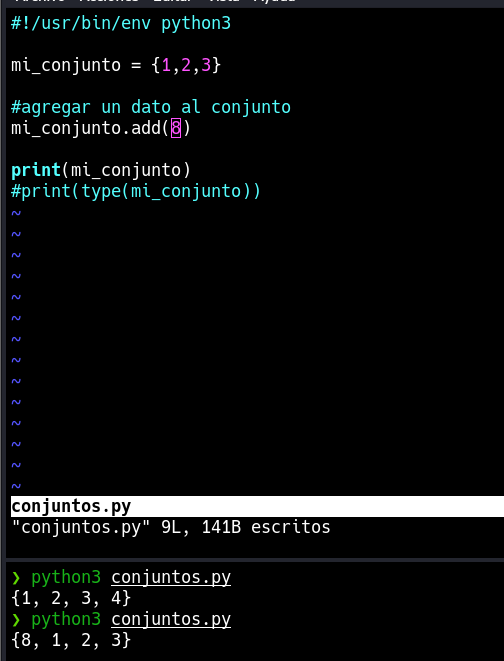 #!/usr/bin/env python3
mi_conjunto = {1,2,3}
#agregar un dato al conjunto
mi_conjunto.add(8)
print(mi_conjunto)
#print(type(mi_conjunto))
~
~
~
~
~
~
~
~
~
~
~
~
~
~
conjuntos.py
"conjuntos.py" 9L, 141B escritos
❯ python3 conjuntos.py
{1, 2, 3, 4}
❯ python3 conjuntos.py
{8, 1, 2, 3}